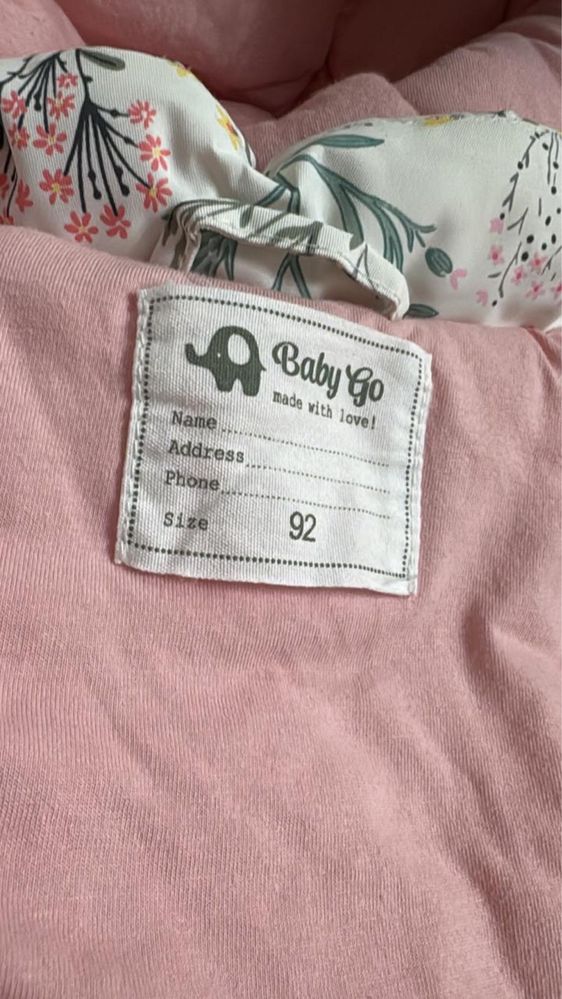 Baby Go
made with love!
Name
Address
Phone
Size 92